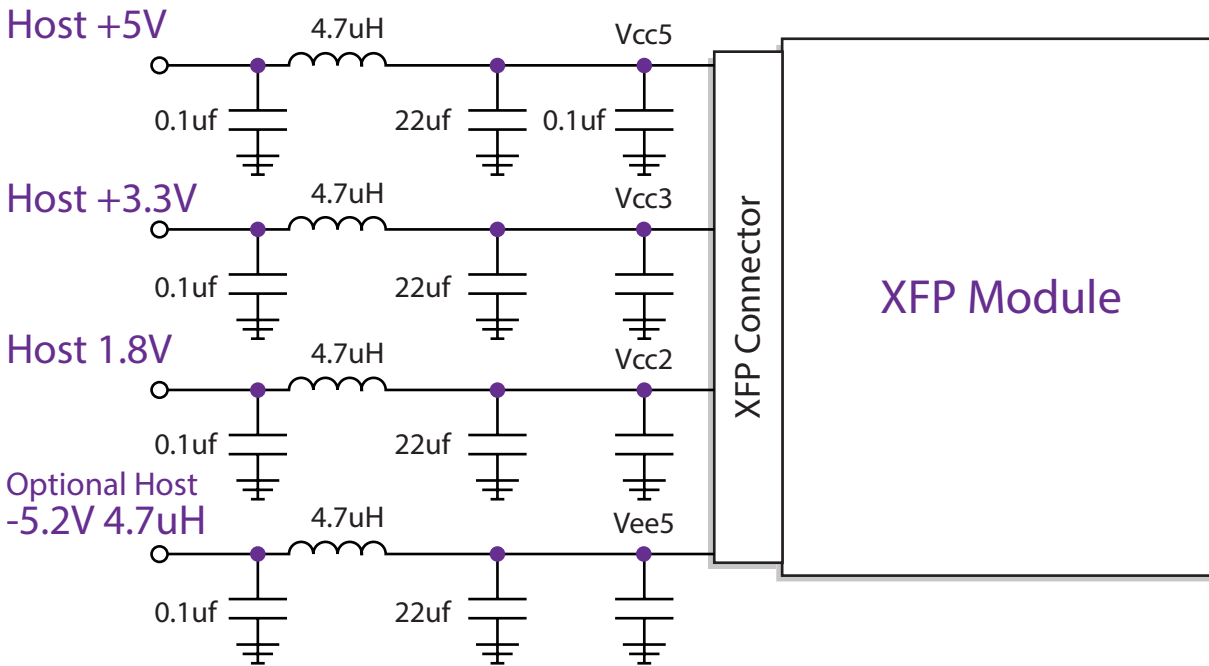 Host +5V
4.7uH
Vcc5
0.1uf
22uf
0.1uf
Host +3.3V
4.7uH
Vcc3
0.1uf
22uf
Host 1.8V
4.7uH
Vcc2
0.1uf
22uf
Optional Host
-5.2V 4.7uH
4.7uH
Vee5
0.1uf
22uf
XFP Connector
XFP Module